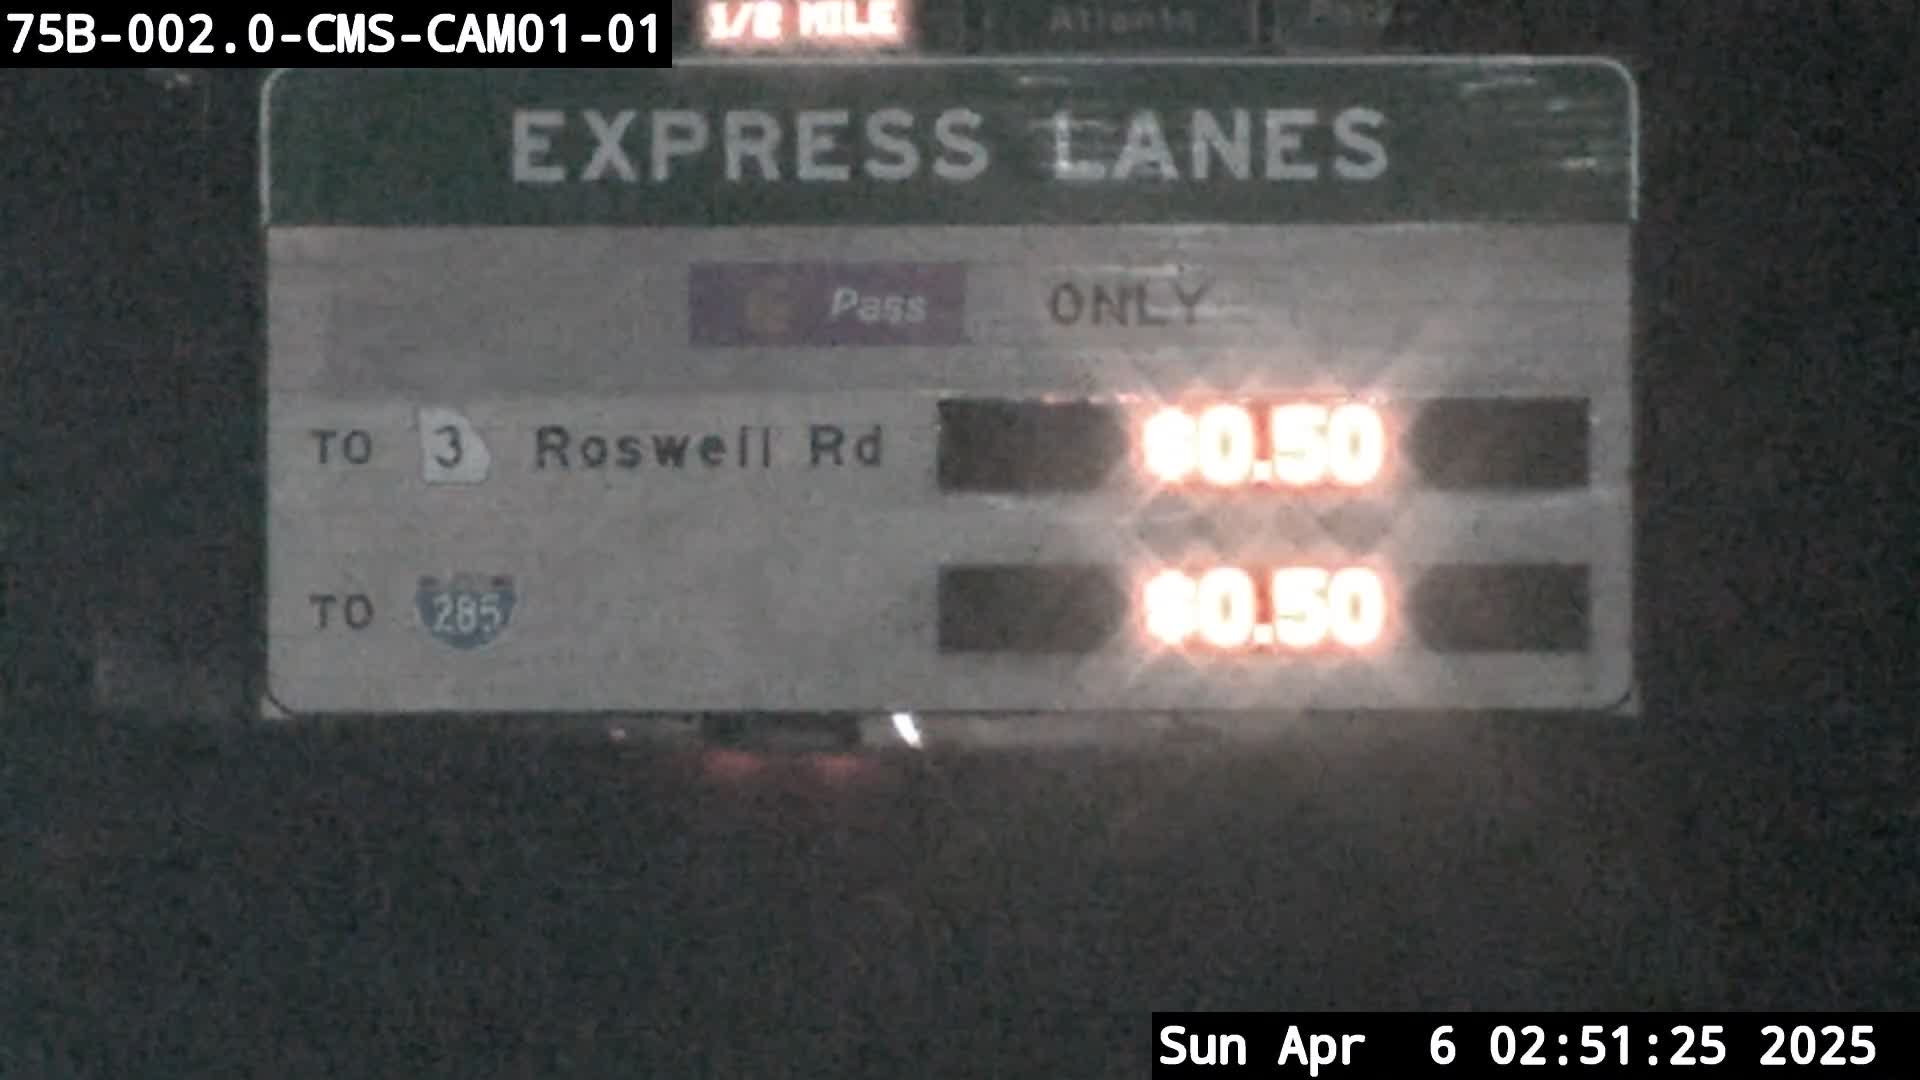 75B-002.0-CMS-CAM01-01
1/2 MILE
Atlanta
EXPRESS LANES
Pass ONLY
TO 3 Roswell Rd $0.50
TO 285 $0.50
Sun Apr 6 02:51:25 2025